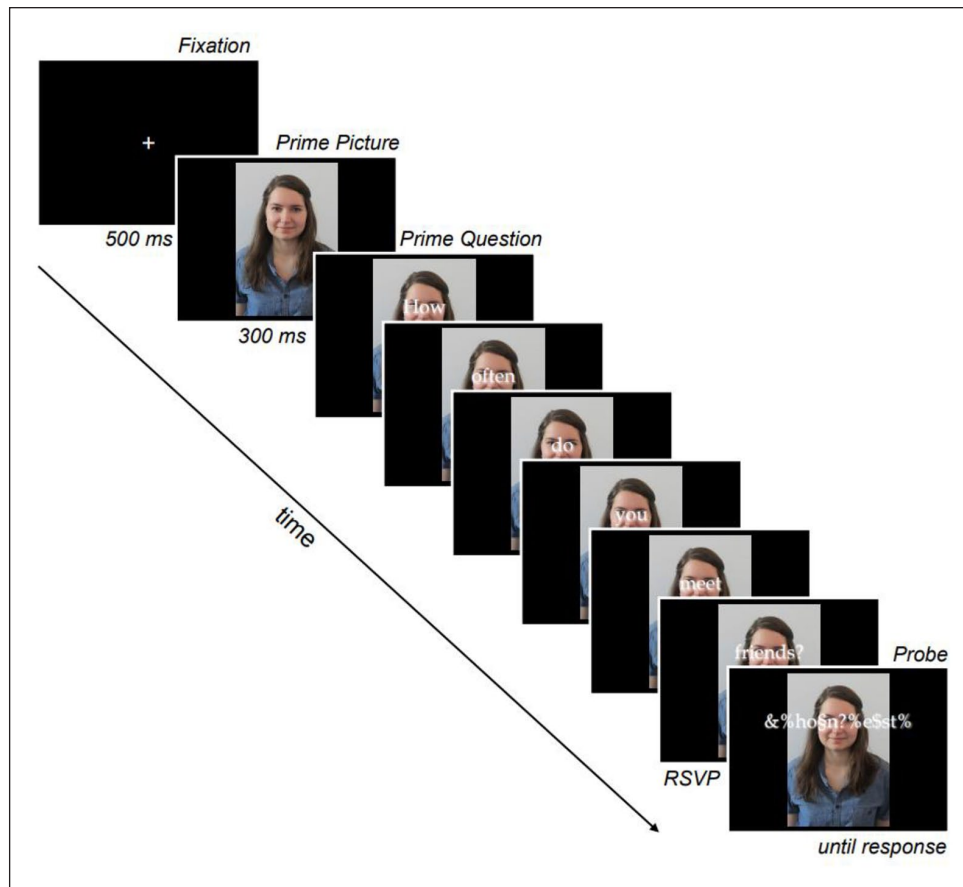 Fixation
+
Prime Picture
500 ms
Prime Question
300 ms
How
often
do
you
meet
friends?
time
Probe
&%ho$n?%e$st%
RSVP
until response